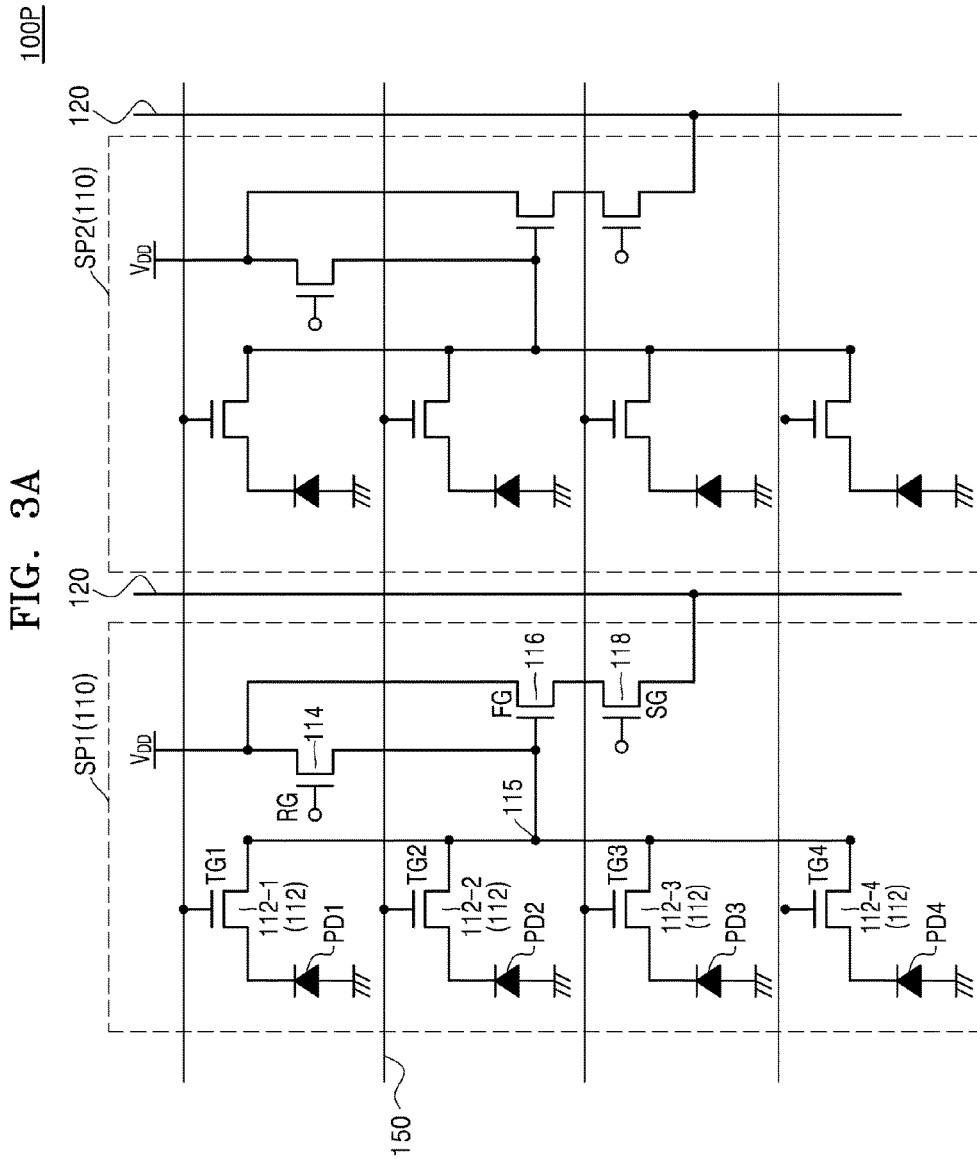 FIG. 3A
100P
SP1(110)
120
SP2(110)
120
VDD
VDD
RG
114
TG1
112-1
(112)
PD1
FG
116
TG2
112-2
(112)
PD2
115
118
SG
TG3
112-3
(112)
PD3
TG4
112-4
(112)
PD4
150